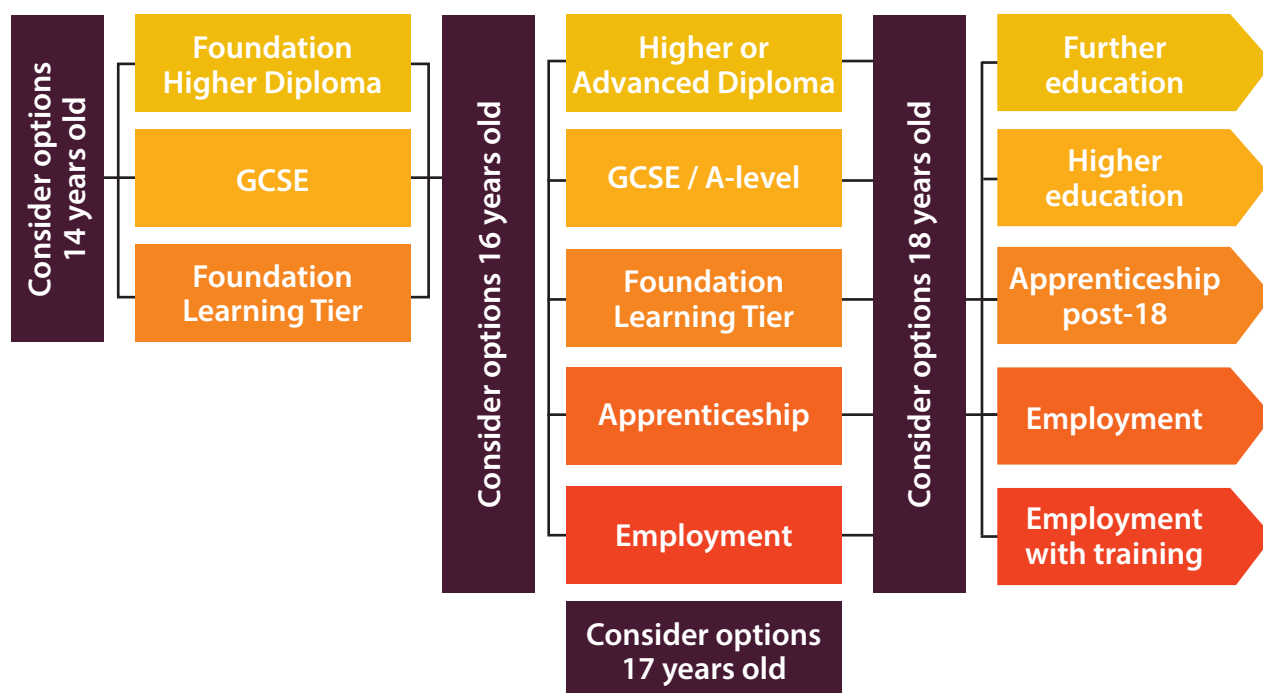 Consider options
14 years old
Foundation
Higher Diploma
GCSE
Foundation
Learning Tier
Consider options 16 years old
Higher or
Advanced Diploma
GCSE / A-level
Foundation
Learning Tier
Apprenticeship
Employment
Consider options
17 years old
Consider options 18 years old
Further
education
Higher
education
Apprenticeship
post-18
Employment
Employment
with training